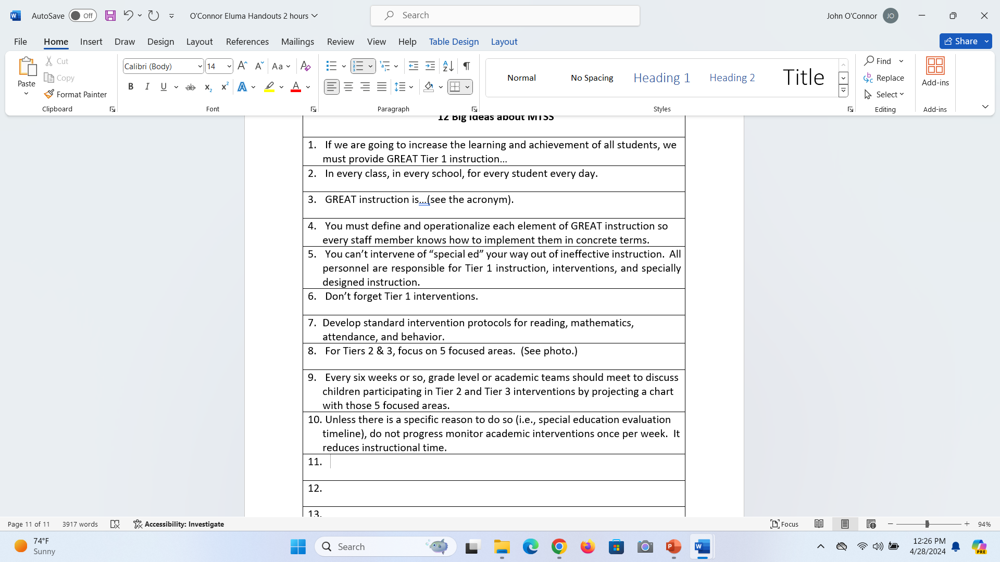 AutoSave Off O'Connor Eluma Handouts 2 hours Search John O'Connor JO
File Home Insert Draw Design Layout References Mailings Review View Help Table Design Layout Share
Paste Cut Copy Format Painter
Calibri (Body) 14
Normal No Spacing Heading 1 Heading 2 Title
Find Replace Select
Add-ins
Clipboard Font Paragraph Styles Editing Add-ins
12 Big Ideas about MTSS
1. If we are going to increase the learning and achievement of all students, we
must provide GREAT Tier 1 instruction…
2. In every class, in every school, for every student every day.
3. GREAT instruction is…(see the acronym).
4. You must define and operationalize each element of GREAT instruction so
every staff member knows how to implement them in concrete terms.
5. You can’t intervene of “special ed” your way out of ineffective instruction. All
personnel are responsible for Tier 1 instruction, interventions, and specially
designed instruction.
6. Don’t forget Tier 1 interventions.
7. Develop standard intervention protocols for reading, mathematics,
attendance, and behavior.
8. For Tiers 2 & 3, focus on 5 focused areas. (See photo.)
9. Every six weeks or so, grade level or academic teams should meet to discuss
children participating in Tier 2 and Tier 3 interventions by projecting a chart
with those 5 focused areas.
10. Unless there is a specific reason to do so (i.e., special education evaluation
timeline), do not progress monitor academic interventions once per week. It
reduces instructional time.
11.
12.
13.
Page 11 of 11 3917 words Accessibility: Investigate Focus 94%
74°F
Sunny
Search
12:26 PM
4/28/2024
PRE